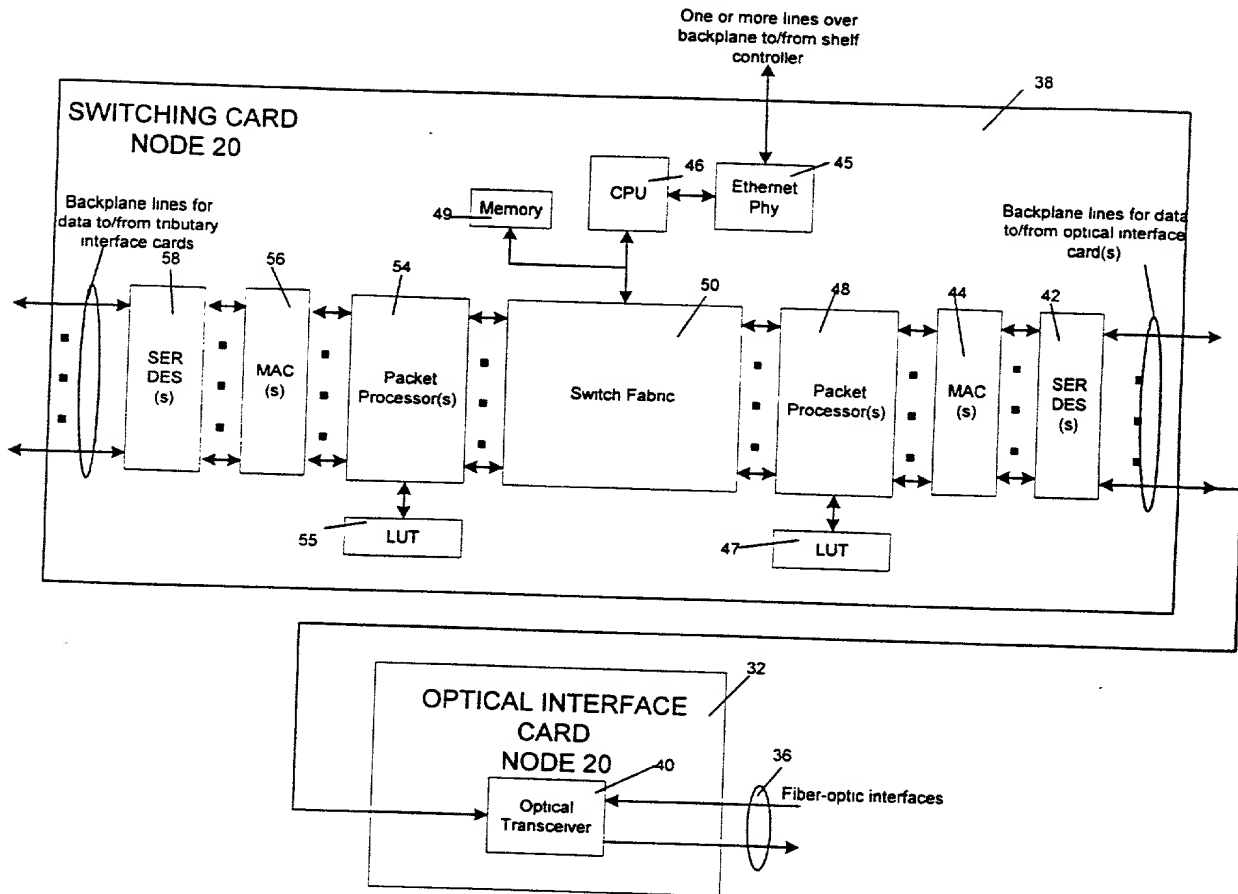 One or more lines over
backplane to/from shelf
controller
38
SWITCHING CARD
NODE 20
46
CPU
45
Ethernet
Phy
49
Memory
Backplane lines for
data to/from tributary
interface cards
Backplane lines for data
to/from optical interface
card(s)
58
SER
DES
(s)
56
MAC
(s)
54
Packet
Processor(s)
50
Switch Fabric
48
Packet
Processor(s)
44
MAC
(s)
42
SER
DES
(s)
55
LUT
47
LUT
32
OPTICAL INTERFACE
CARD
NODE 20
40
Optical
Transceiver
36
Fiber-optic interfaces